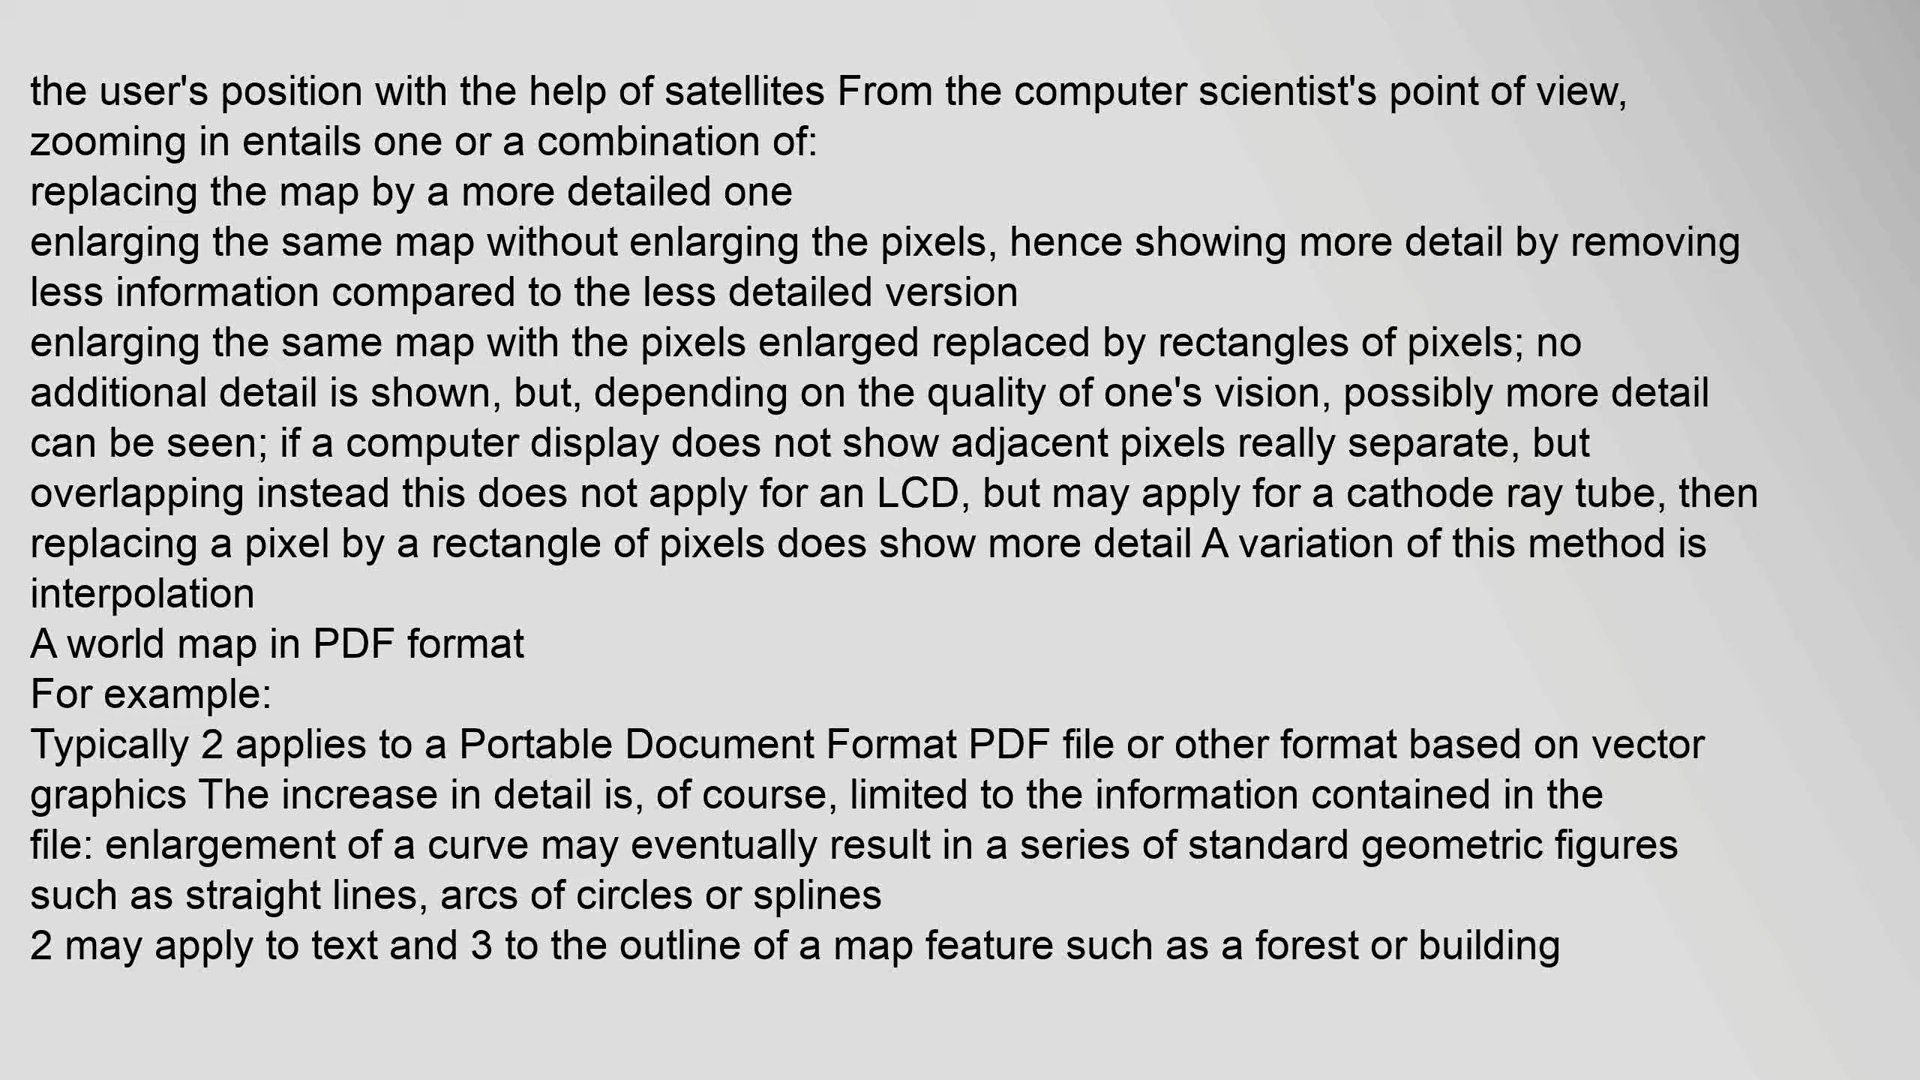 the user's position with the help of satellites From the computer scientist's point of view,
zooming in entails one or a combination of:
replacing the map by a more detailed one
enlarging the same map without enlarging the pixels, hence showing more detail by removing
less information compared to the less detailed version
enlarging the same map with the pixels enlarged replaced by rectangles of pixels; no
additional detail is shown, but, depending on the quality of one's vision, possibly more detail
can be seen; if a computer display does not show adjacent pixels really separate, but
overlapping instead this does not apply for an LCD, but may apply for a cathode ray tube, then
replacing a pixel by a rectangle of pixels does show more detail A variation of this method is
interpolation
A world map in PDF format
For example:
Typically 2 applies to a Portable Document Format PDF file or other format based on vector
graphics The increase in detail is, of course, limited to the information contained in the
file: enlargement of a curve may eventually result in a series of standard geometric figures
such as straight lines, arcs of circles or splines
2 may apply to text and 3 to the outline of a map feature such as a forest or building